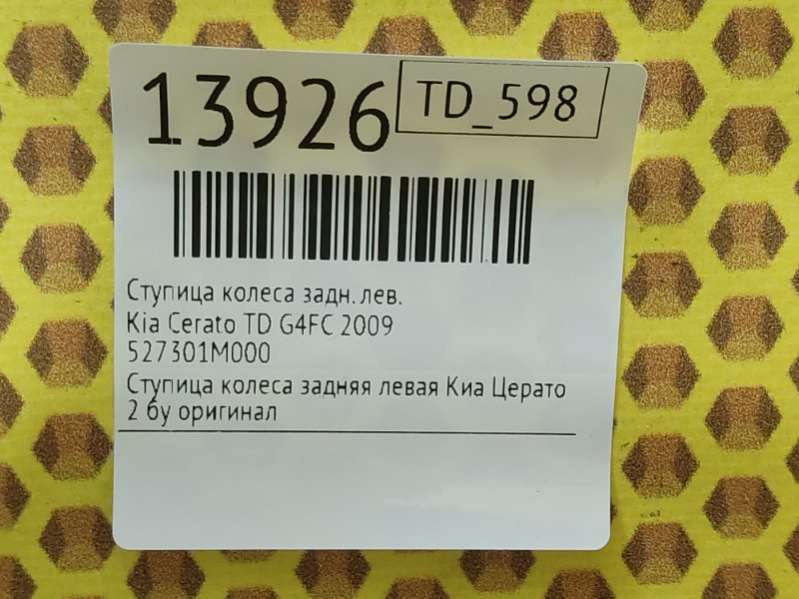 13926
TD_598
Ступица колеса задн. лев.
Kia Cerato TD G4FC 2009
527301M000
Ступица колеса задняя левая Киа Церато
2 бу оригинал